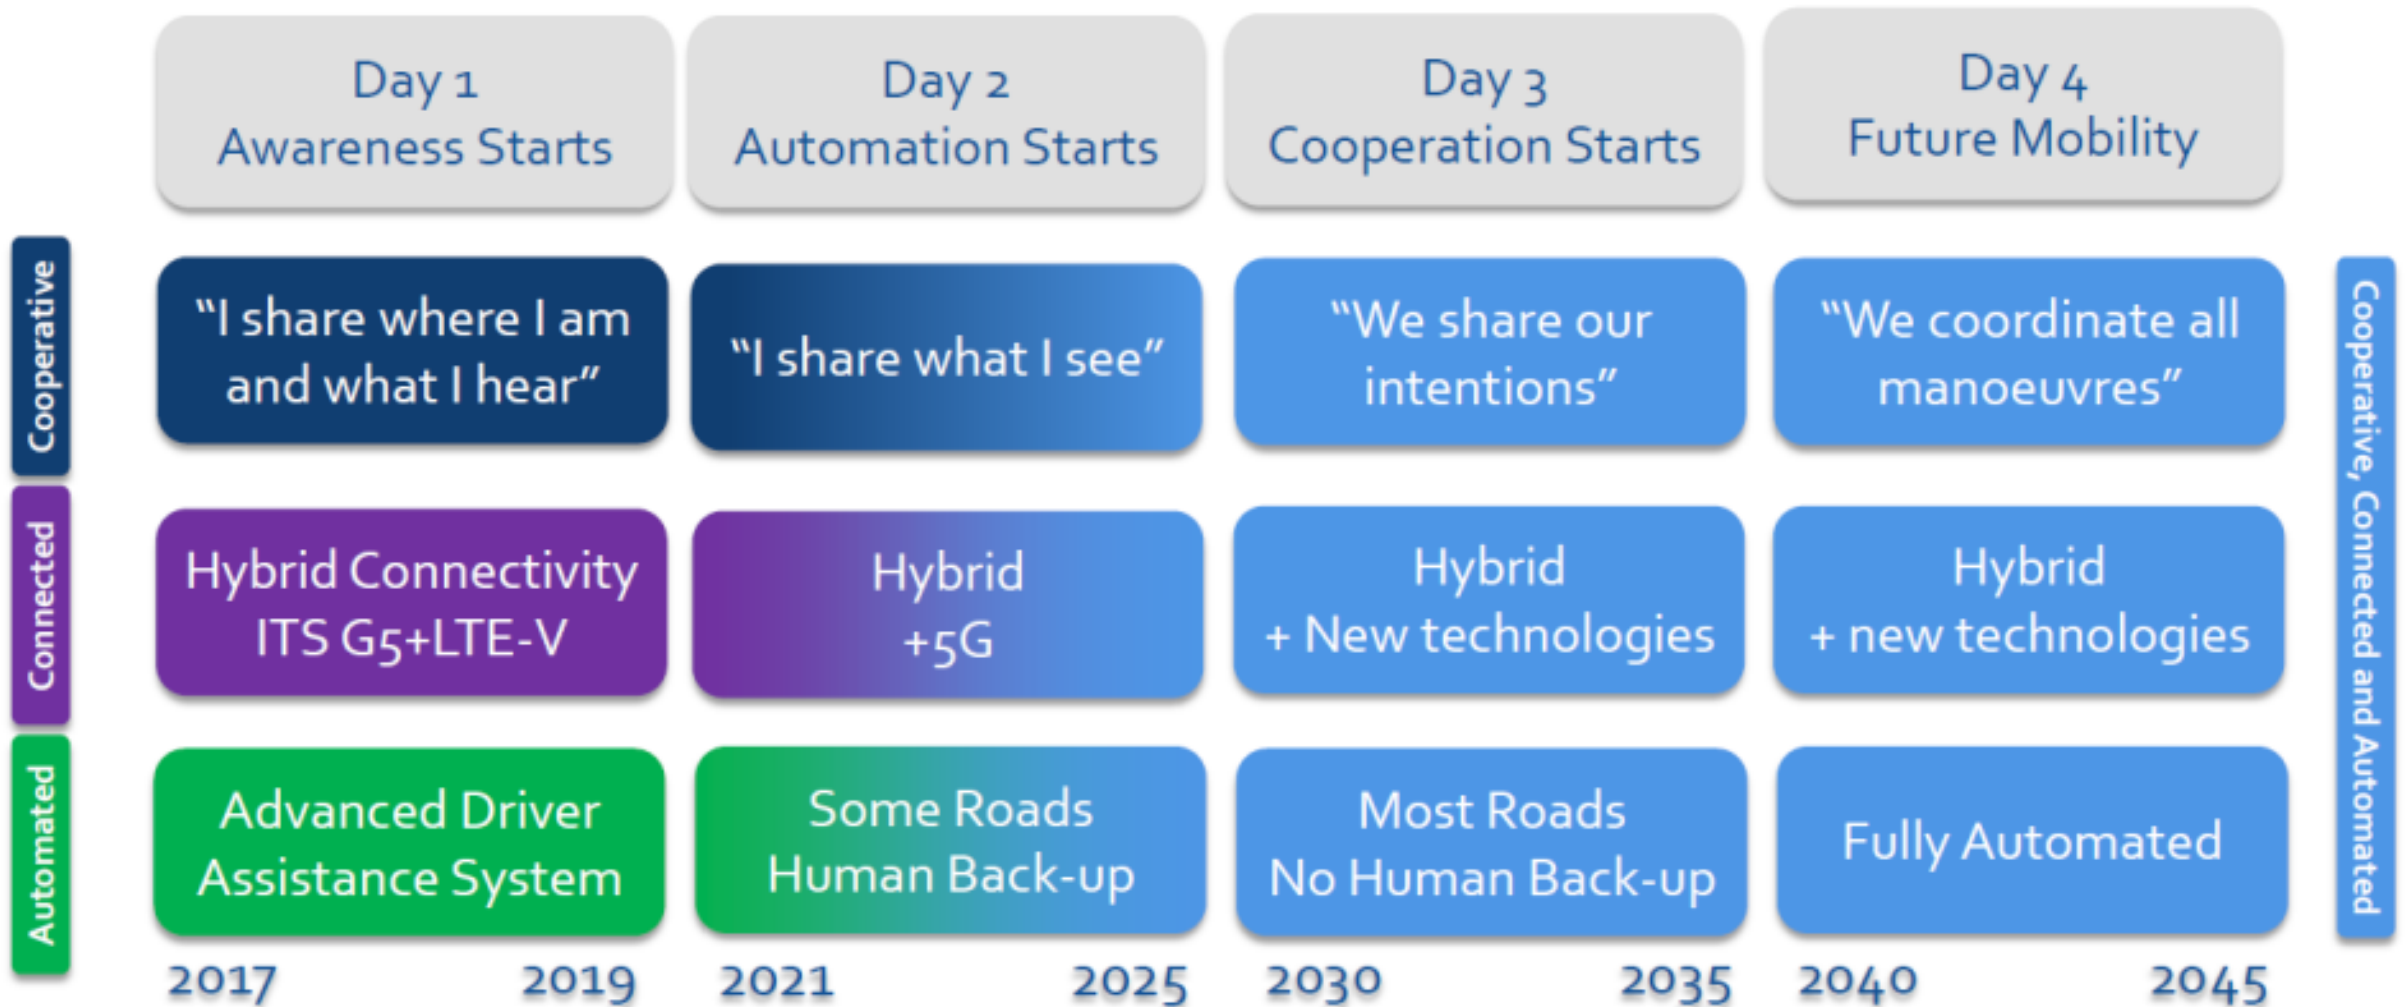 Day 1
Awareness Starts
Day 2
Automation Starts
Day 3
Cooperation Starts
Day 4
Future Mobility
Cooperative
“I share where I am
and what I hear”
“I share what I see”
“We share our
intentions”
“We coordinate all
manoeuvres”
Connected
Hybrid Connectivity
ITS G5+LTE-V
Hybrid
+5G
Hybrid
+ New technologies
Hybrid
+ new technologies
Automated
Advanced Driver
Assistance System
Some Roads
Human Back-up
Most Roads
No Human Back-up
Fully Automated
Cooperative, Connected and Automated
2017 2019 2021 2025 2030 2035 2040 2045